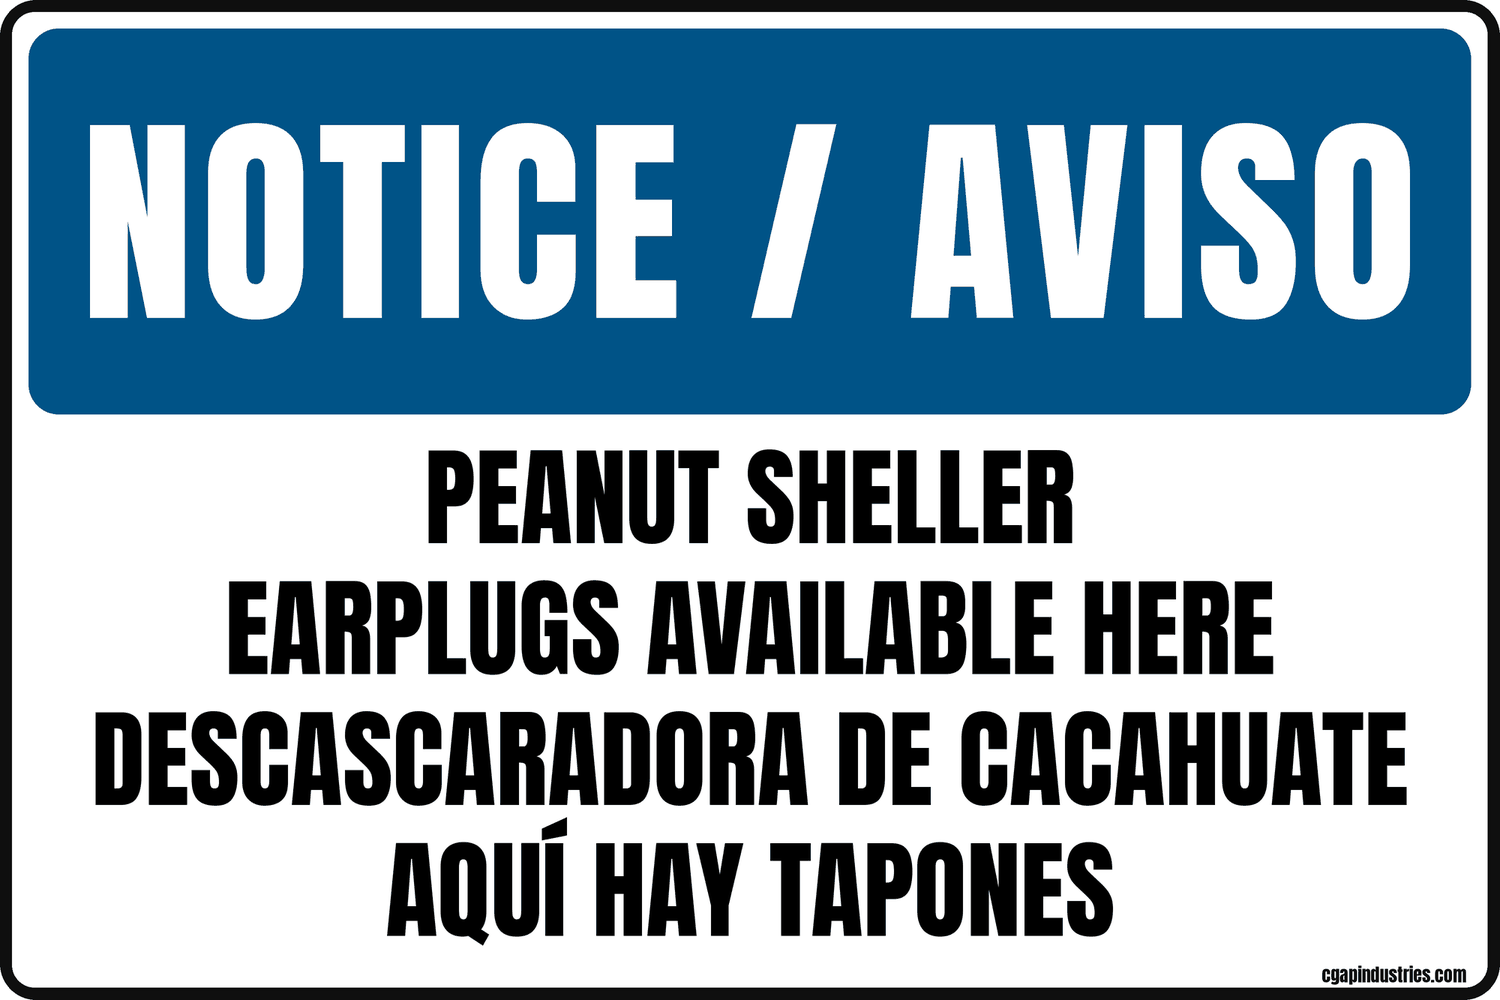 NOTICE / AVISO
PEANUT SHELLER
EARPLUGS AVAILABLE HERE
DESCASCARADORA DE CACAHUATE
AQUÍ HAY TAPONES
cgapindustries.com